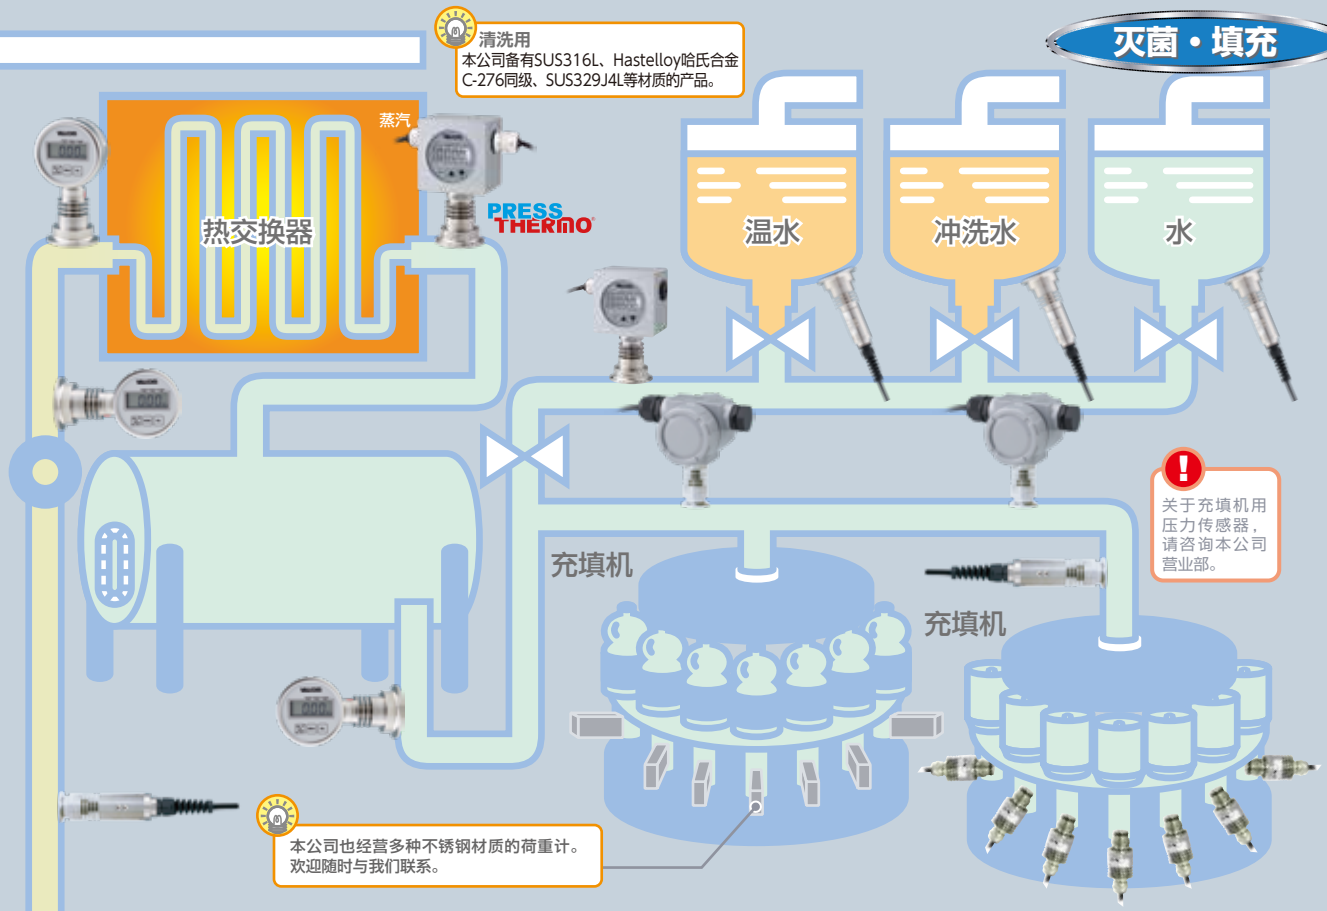 灭菌・填充
清洗用
本公司备有SUS316L、Hastelloy哈氏合金
C-276同级、SUS329J4L等材质的产品。
蒸汽
PRESS
THERMO
热交换器
温水
冲洗水
水
关于充填机用
压力传感器，
请咨询本公司
营业部。
充填机
充填机
本公司也经营多种不锈钢材质的荷重计。
欢迎随时与我们联系。